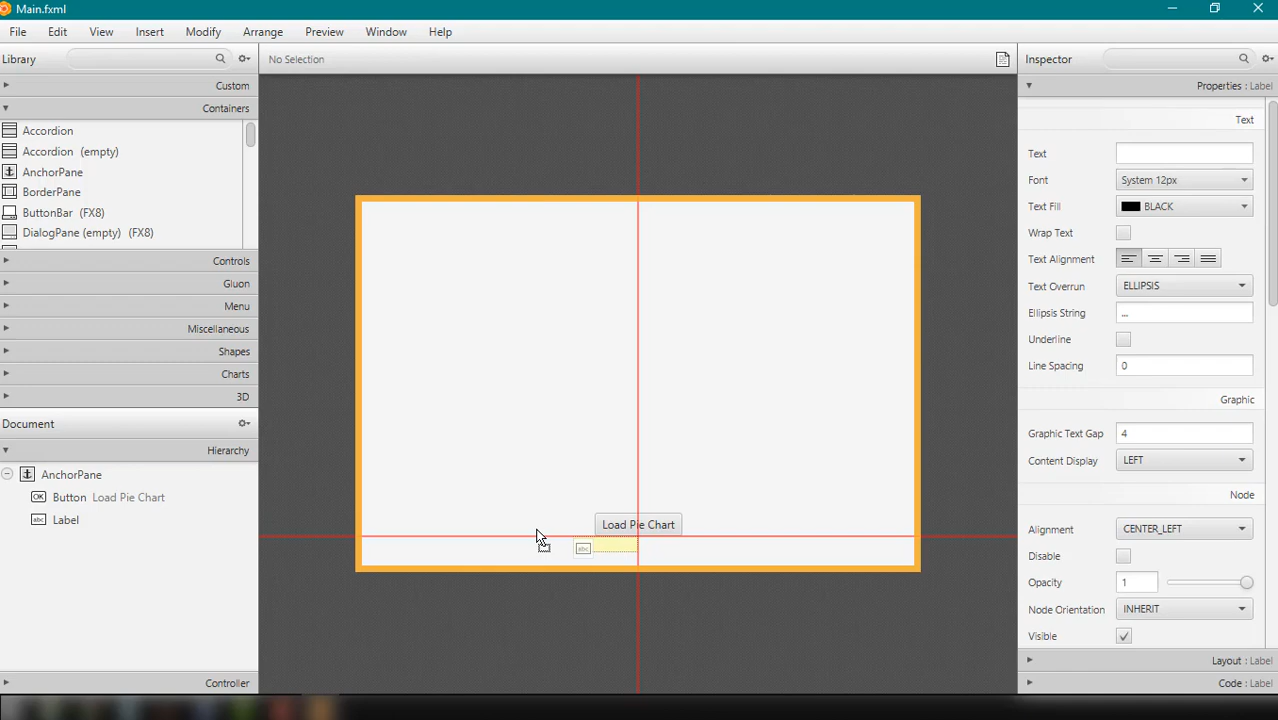 Main.fxml
File Edit View Insert Modify Arrange Preview Window Help
Library
No Selection
Inspector
Custom
Containers
Accordion
Accordion (empty)
AnchorPane
BorderPane
ButtonBar (FX8)
DialogPane (empty) (FX8)
Controls
Gluon
Menu
Miscellaneous
Shapes
Charts
3D
Document
Hierarchy
AnchorPane
OK Button Load Pie Chart
abc Label
Controller
Load Pie Chart
abc
Properties : Label
Text
Text
Font System 12px
Text Fill BLACK
Wrap Text
Text Alignment
Text Overrun ELLIPSIS
Ellipsis String ...
Underline
Line Spacing 0
Graphic
Graphic Text Gap 4
Content Display LEFT
Node
Alignment CENTER_LEFT
Disable
Opacity 1
Node Orientation INHERIT
Visible
Layout : Label
Code : Label